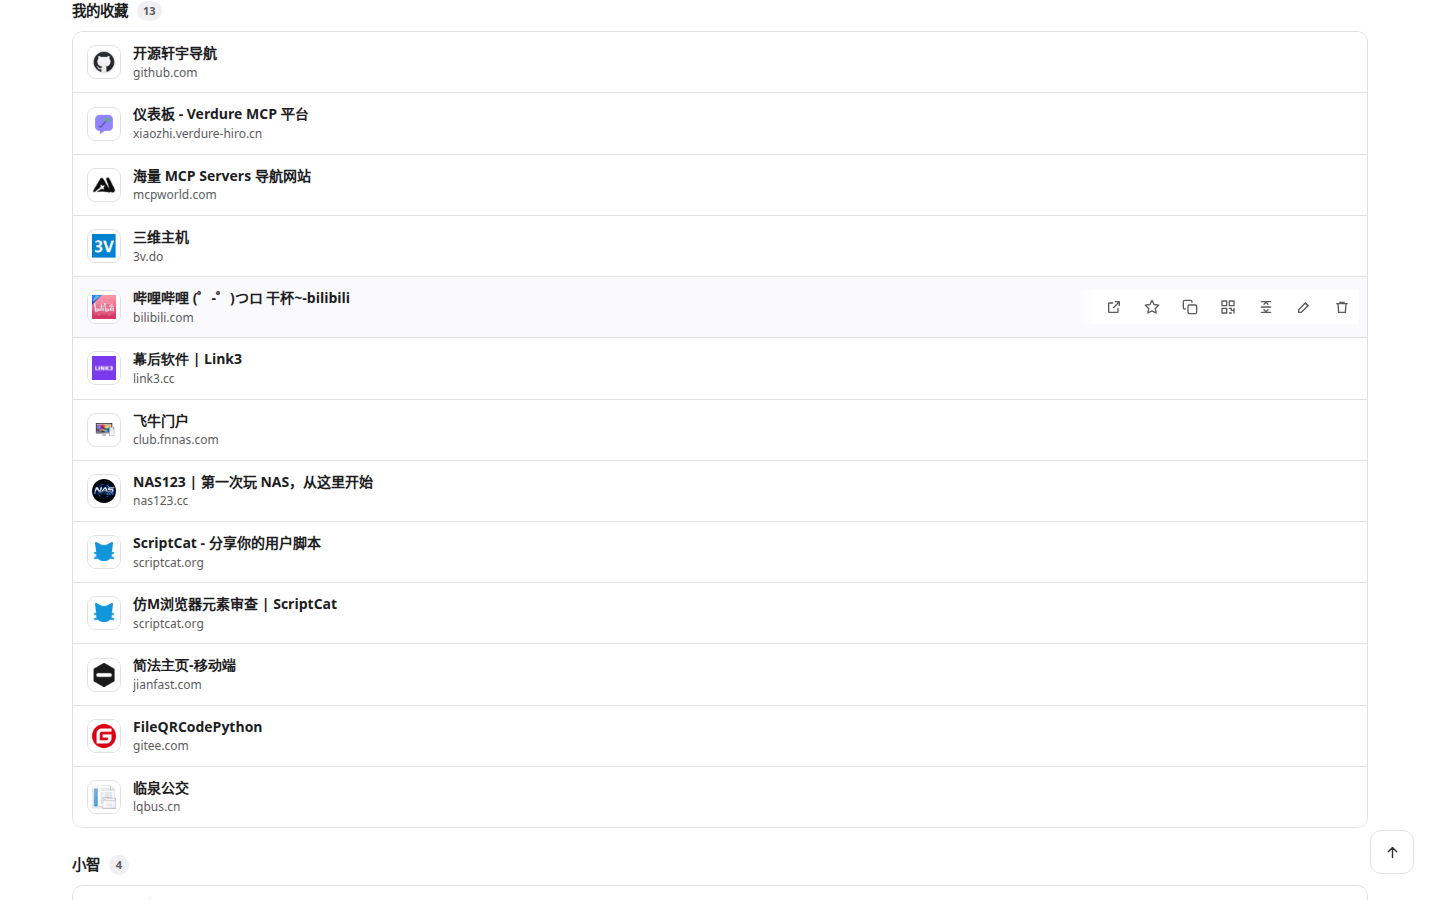 我的收藏 13
开源轩宇导航
github.com
仪表板 - Verdure MCP 平台
xiaozhi.verdure-hiro.cn
海量 MCP Servers 导航网站
mcpworld.com
3V
三维主机
3v.do
哔哩哔哩 (゜-゜)つロ 干杯~-bilibili
bilibili.com
LINK3
幕后软件 | Link3
link3.cc
飞牛门户
club.fnnas.com
NAS
NAS123 | 第一次玩 NAS，从这里开始
nas123.cc
ScriptCat - 分享你的用户脚本
scriptcat.org
仿M浏览器元素审查 | ScriptCat
scriptcat.org
简法主页-移动端
jianfast.com
FileQRCodePython
gitee.com
临泉公交
lqbus.cn
小智 4